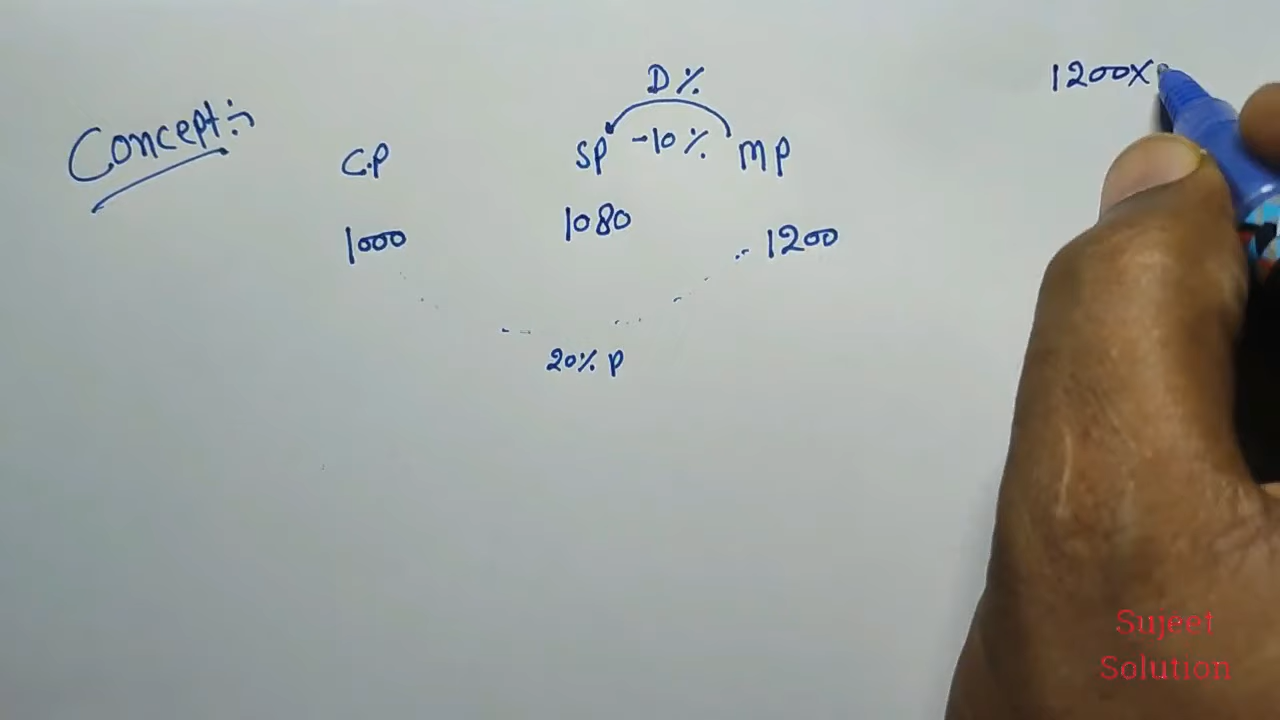 Concept:-
D%
1200×
C.P
SP
-10%
MP
1000
1080
1200
20% P
Sujeet
Solution